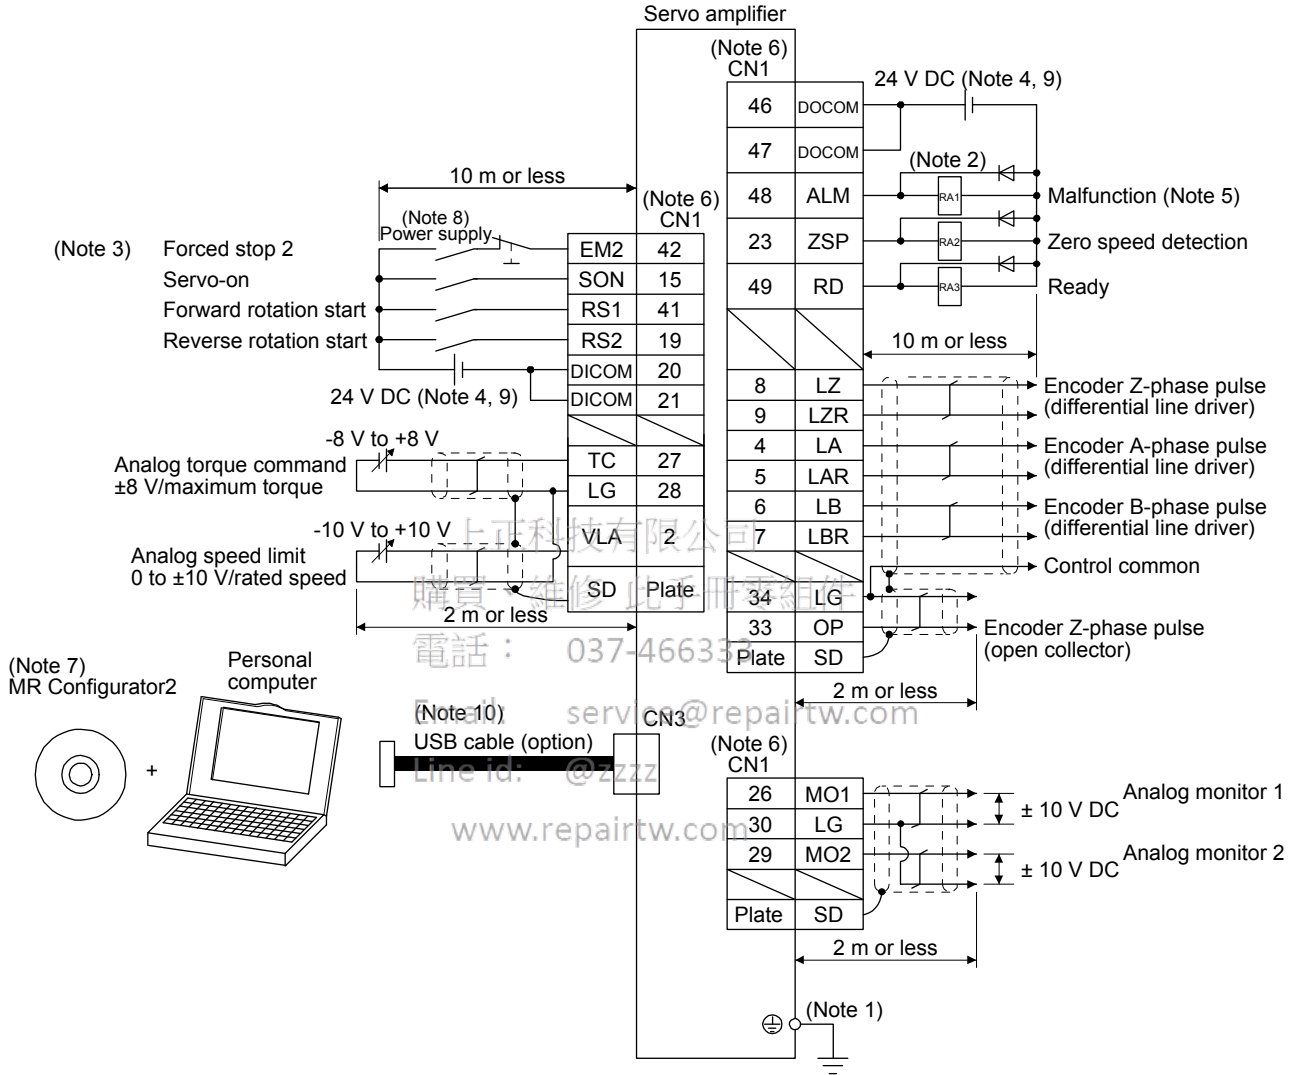 Servo amplifier
(Note 6)
CN1
24 V DC (Note 4, 9)
46 DOCOM
47 DOCOM
(Note 2)
48 ALM RA1 Malfunction (Note 5)
23 ZSP RA2 Zero speed detection
49 RD RA3 Ready
10 m or less
8 LZ Encoder Z-phase pulse
9 LZR (differential line driver)
4 LA Encoder A-phase pulse
5 LAR (differential line driver)
6 LB Encoder B-phase pulse
7 LBR (differential line driver)
Control common
34 LG
33 OP Encoder Z-phase pulse
(open collector)
Plate SD
2 m or less
10 m or less
(Note 6)
CN1
(Note 8)
Power supply
(Note 3) Forced stop 2 EM2 42
Servo-on SON 15
Forward rotation start RS1 41
Reverse rotation start RS2 19
DICOM 20
24 V DC (Note 4, 9) DICOM 21
-8 V to +8 V
Analog torque command TC 27
±8 V/maximum torque LG 28
-10 V to +10 V
VLA 2
Analog speed limit
0 to ±10 V/rated speed
SD Plate
2 m or less
上正科技有限公司
購買、維修 此手冊零組件
電話： 037-466333
Email: service@repairtw.com
Line id: @zzzz
www.repairtw.com
(Note 7)
MR Configurator2
Personal
computer
+
(Note 10)
USB cable (option)
CN3
(Note 6)
CN1
26 MO1 Analog monitor 1
± 10 V DC
30 LG
29 MO2 Analog monitor 2
± 10 V DC
Plate SD
2 m or less
(Note 1)